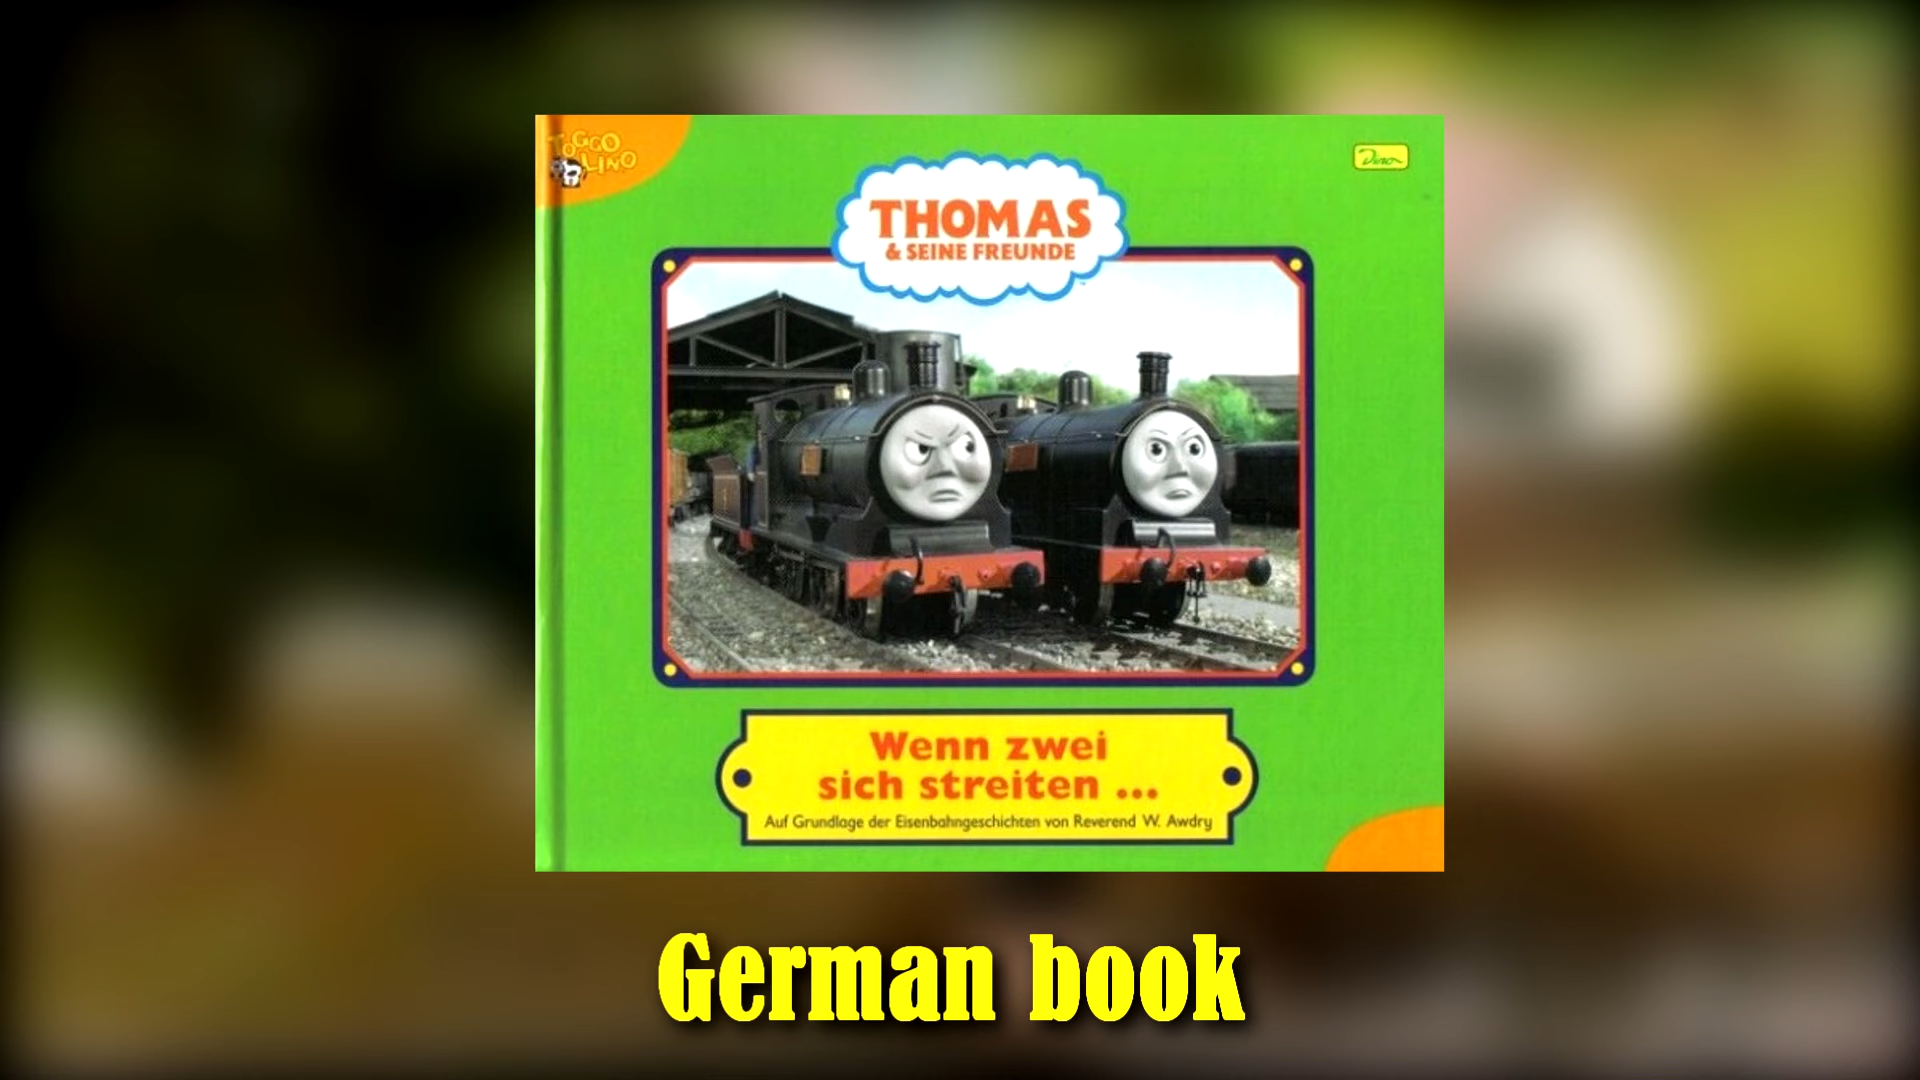 TOGGO
LINO
Dino
THOMAS
& SEINE FREUNDE
Wenn zwei
sich streiten ...
Auf Grundlage der Eisenbahngeschichten von Reverend W. Awdry
German book